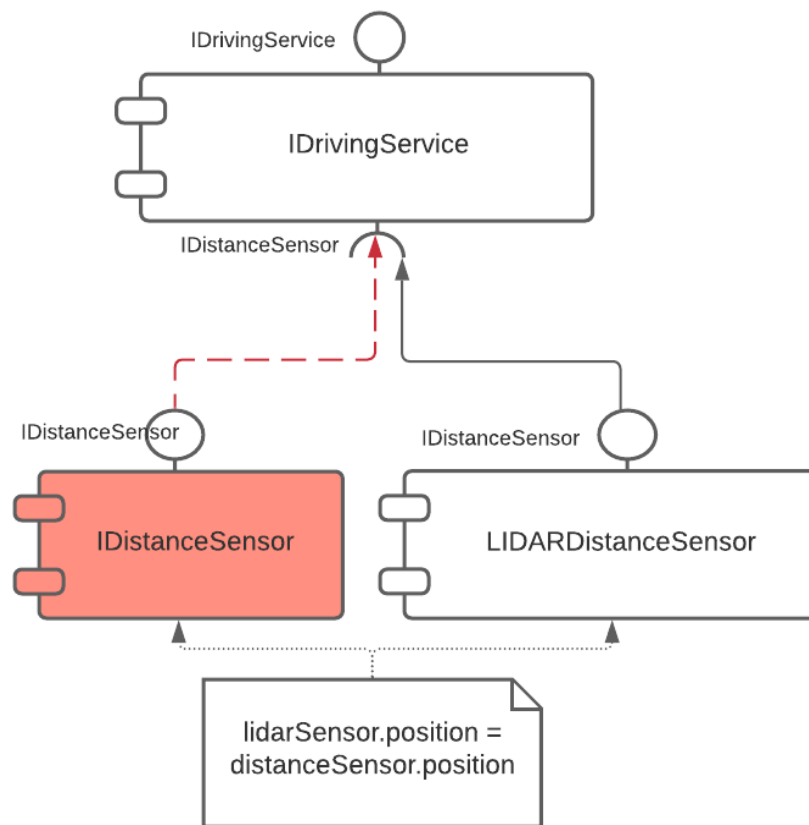 IDrivingService
IDrivingService
IDistanceSensor
IDistanceSensor
IDistanceSensor
IDistanceSensor
LIDARDistanceSensor
lidarSensor.position =
distanceSensor.position